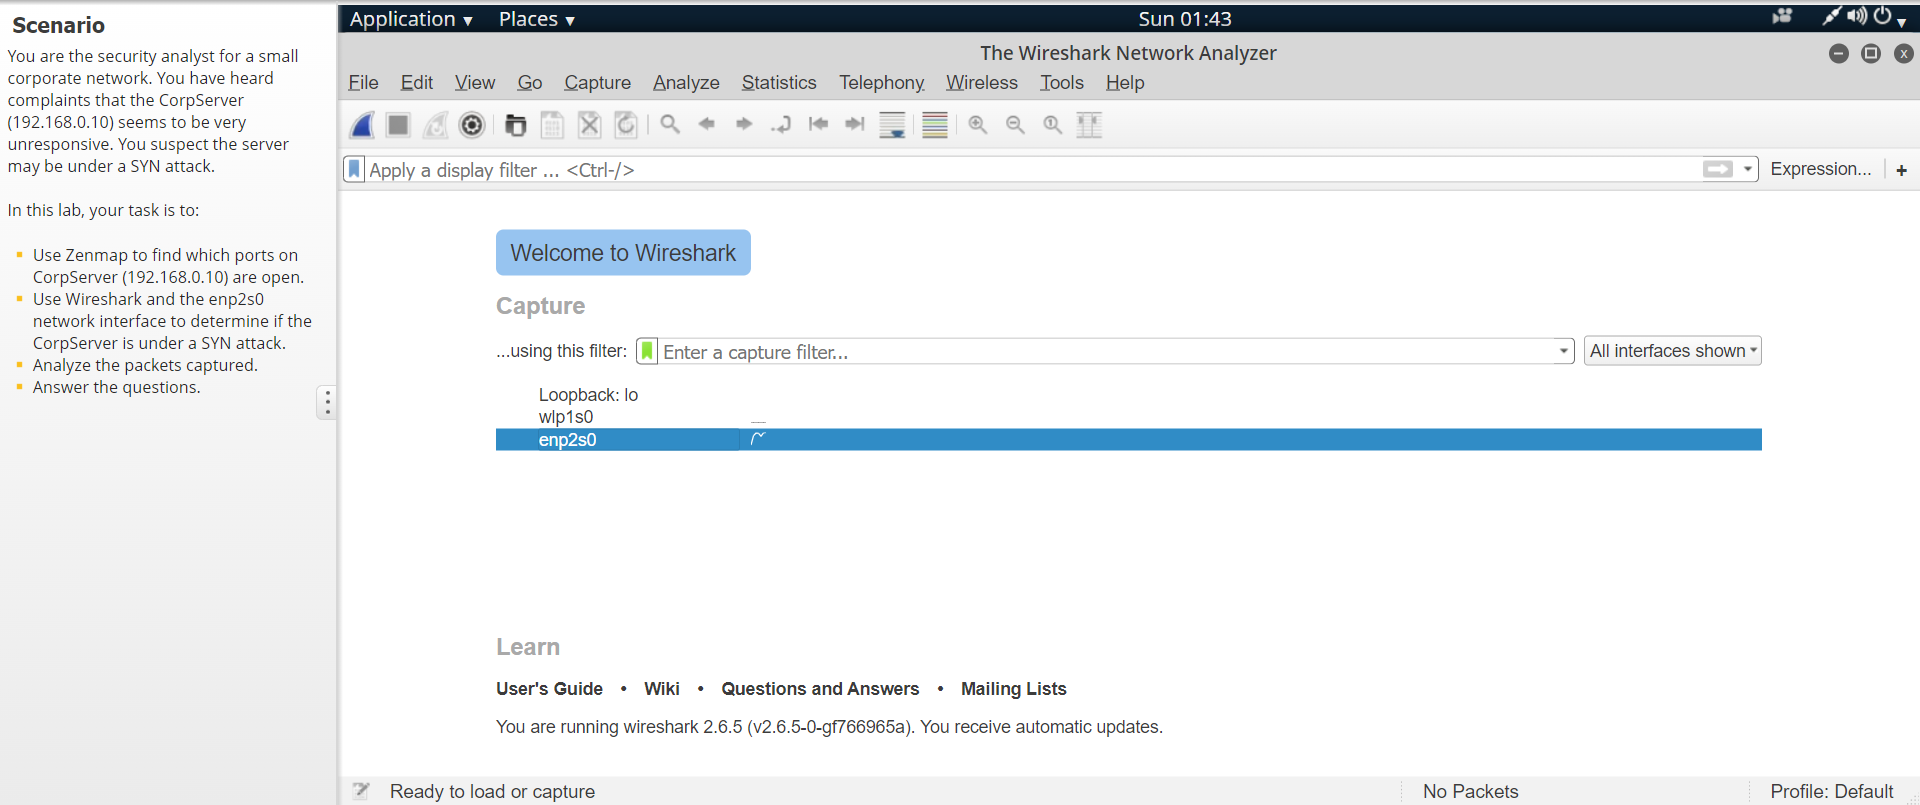 Scenario
You are the security analyst for a small
corporate network. You have heard
complaints that the CorpServer
(192.168.0.10) seems to be very
unresponsive. You suspect the server
may be under a SYN attack.
In this lab, your task is to:
Use Zenmap to find which ports on
CorpServer (192.168.0.10) are open.
Use Wireshark and the enp2s0
network interface to determine if the
CorpServer is under a SYN attack.
Analyze the packets captured.
Answer the questions.
Application ▾ Places ▾ Sun 01:43
The Wireshark Network Analyzer
File Edit View Go Capture Analyze Statistics Telephony Wireless Tools Help
Apply a display filter ... <Ctrl-/> Expression... +
Welcome to Wireshark
Capture
...using this filter: Enter a capture filter... All interfaces shown
Loopback: lo
wlp1s0
enp2s0
Learn
User's Guide • Wiki • Questions and Answers • Mailing Lists
You are running wireshark 2.6.5 (v2.6.5-0-gf766965a). You receive automatic updates.
Ready to load or capture No Packets Profile: Default